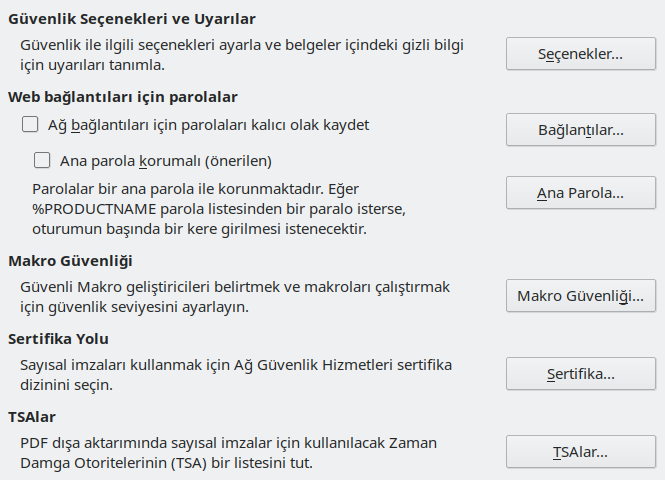 Güvenlik Seçenekleri ve Uyarılar
Güvenlik ile ilgili seçenekleri ayarla ve belgeler içindeki gizli bilgi
için uyarıları tanımla.
Seçenekler...
Web bağlantıları için parolalar
Ağ bağlantıları için parolaları kalıcı olak kaydet
Bağlantılar...
Ana parola korumalı (önerilen)
Parolalar bir ana parola ile korunmaktadır. Eğer
%PRODUCTNAME parola listesinden bir paralo isterse,
oturumun başında bir kere girilmesi istenecektir.
Ana Parola...
Makro Güvenliği
Güvenli Makro geliştiricileri belirtmek ve makroları çalıştırmak
için güvenlik seviyesini ayarlayın.
Makro Güvenliği...
Sertifika Yolu
Sayısal imzaları kullanmak için Ağ Güvenlik Hizmetleri sertifika
dizinini seçin.
Sertifika...
TSAlar
PDF dışa aktarımında sayısal imzalar için kullanılacak Zaman
Damga Otoritelerinin (TSA) bir listesini tut.
TSAlar...